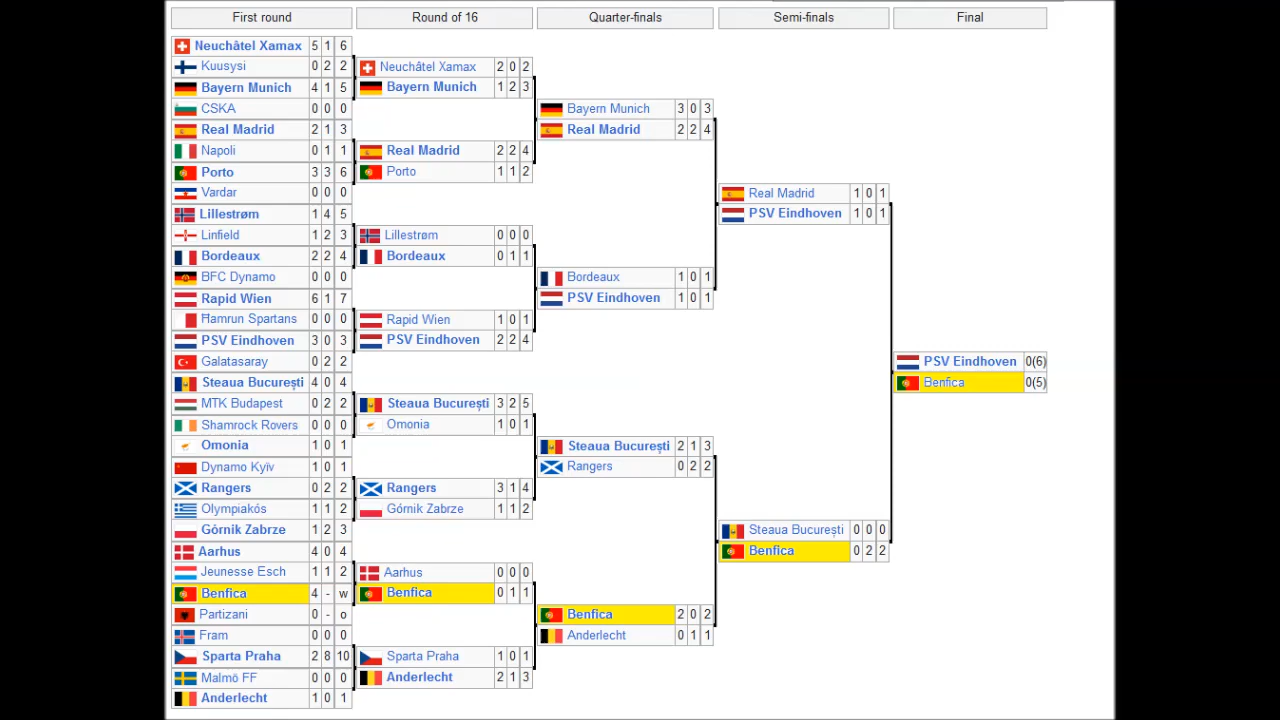 First round Round of 16 Quarter-finals Semi-finals Final
Neuchâtel Xamax 5 1 6
Kuusysi 0 2 2
Neuchâtel Xamax 2 0 2
Bayern Munich 4 1 5
Bayern Munich 1 2 3
CSKA 0 0 0
Bayern Munich 3 0 3
Real Madrid 2 1 3
Real Madrid 2 2 4
Napoli 0 1 1
Real Madrid 2 2 4
Porto 3 3 6
Porto 1 1 2
Vardar 0 0 0
Real Madrid 1 0 1
Lillestrøm 1 4 5
PSV Eindhoven 1 0 1
Linfield 1 2 3
Lillestrøm 0 0 0
Bordeaux 2 2 4
Bordeaux 0 1 1
BFC Dynamo 0 0 0
Bordeaux 1 0 1
Rapid Wien 6 1 7
PSV Eindhoven 1 0 1
Ħamrun Spartans 0 0 0
Rapid Wien 1 0 1
PSV Eindhoven 3 0 3
PSV Eindhoven 2 2 4
Galatasaray 0 2 2
PSV Eindhoven 0(6)
Steaua București 4 0 4
Benfica 0(5)
MTK Budapest 0 2 2
Steaua București 3 2 5
Shamrock Rovers 0 0 0
Omonia 1 0 1
Omonia 1 0 1
Steaua București 2 1 3
Dynamo Kyïv 1 0 1
Rangers 0 2 2
Rangers 0 2 2
Rangers 3 1 4
Olympiakós 1 1 2
Górnik Zabrze 1 1 2
Górnik Zabrze 1 2 3
Steaua București 0 0 0
Aarhus 4 0 4
Benfica 0 2 2
Jeunesse Esch 1 1 2
Aarhus 0 0 0
Benfica 4 - w
Benfica 0 1 1
Partizani 0 - o
Benfica 2 0 2
Fram 0 0 0
Anderlecht 0 1 1
Sparta Praha 2 8 10
Sparta Praha 1 0 1
Malmö FF 0 0 0
Anderlecht 2 1 3
Anderlecht 1 0 1